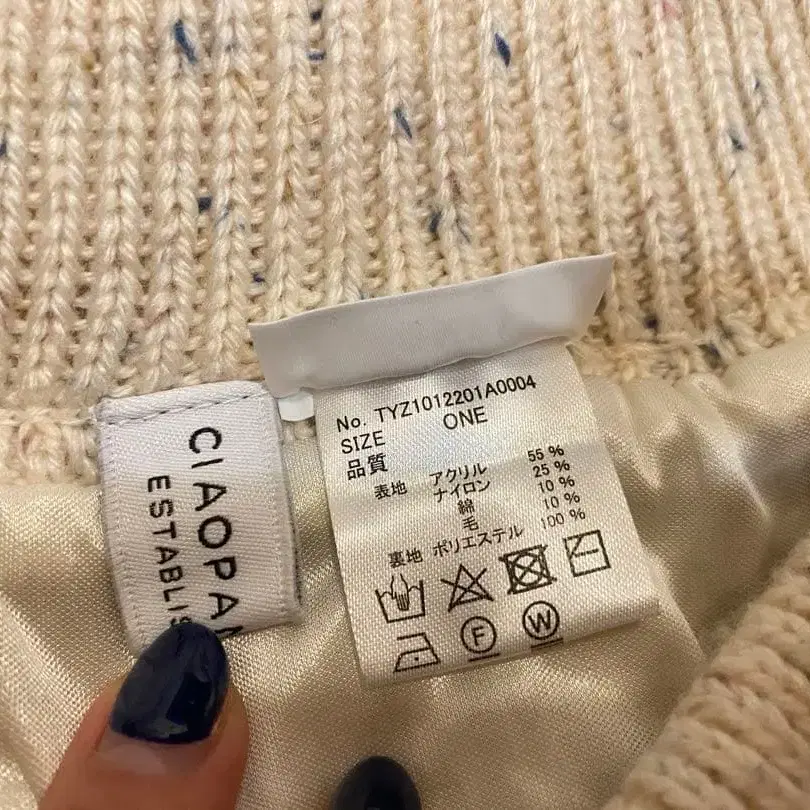 CIAOPA
ESTABLIS
No. TYZ1012201A0004
SIZE ONE
品質
表地 アクリル 55%
ナイロン 25%
綿 10%
毛 10%
裏地 ポリエステル 100%
F W